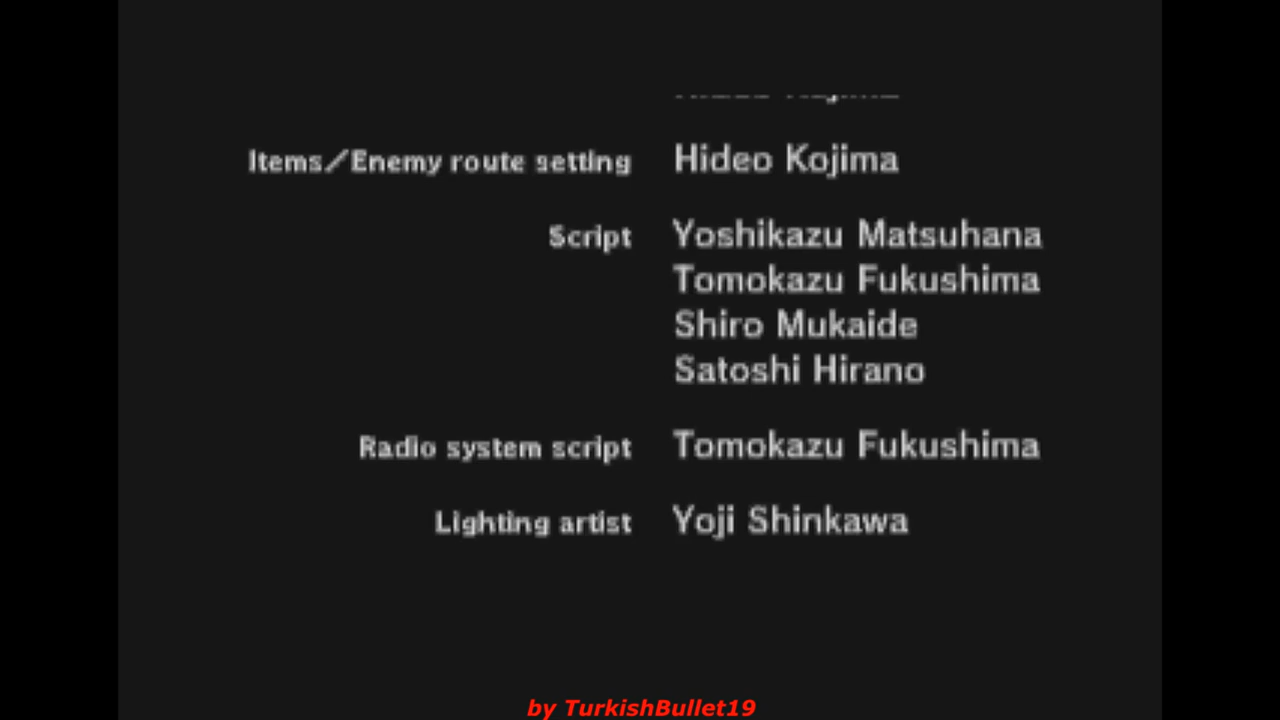 Items／Enemy route setting Hideo Kojima
Script Yoshikazu Matsuhana
Tomokazu Fukushima
Shiro Mukaide
Satoshi Hirano
Radio system script Tomokazu Fukushima
Lighting artist Yoji Shinkawa
by TurkishBullet19